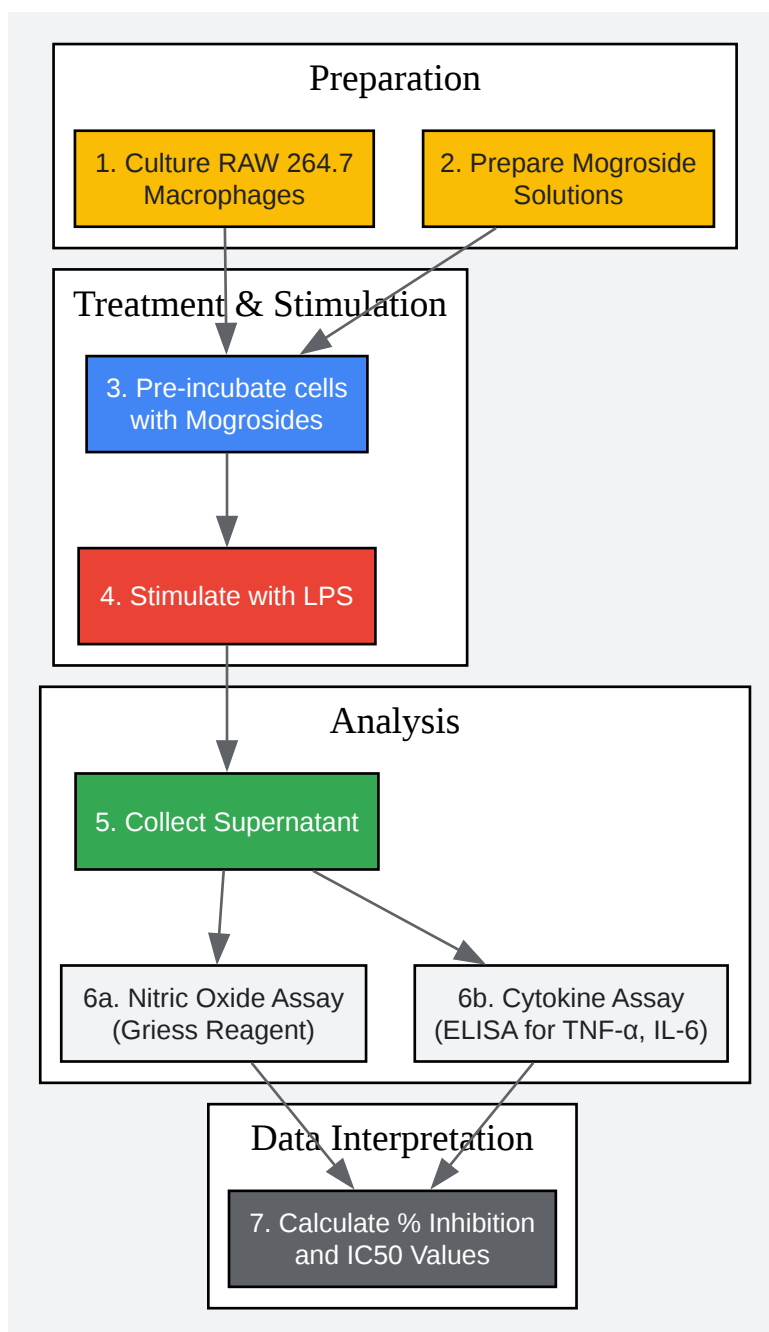 Preparation
1. Culture RAW 264.7
Macrophages
2. Prepare Mogroside
Solutions
Treatment & Stimulation
3. Pre-incubate cells
with Mogrosides
4. Stimulate with LPS
Analysis
5. Collect Supernatant
6a. Nitric Oxide Assay
(Griess Reagent)
6b. Cytokine Assay
(ELISA for TNF-α, IL-6)
Data Interpretation
7. Calculate % Inhibition
and IC50 Values